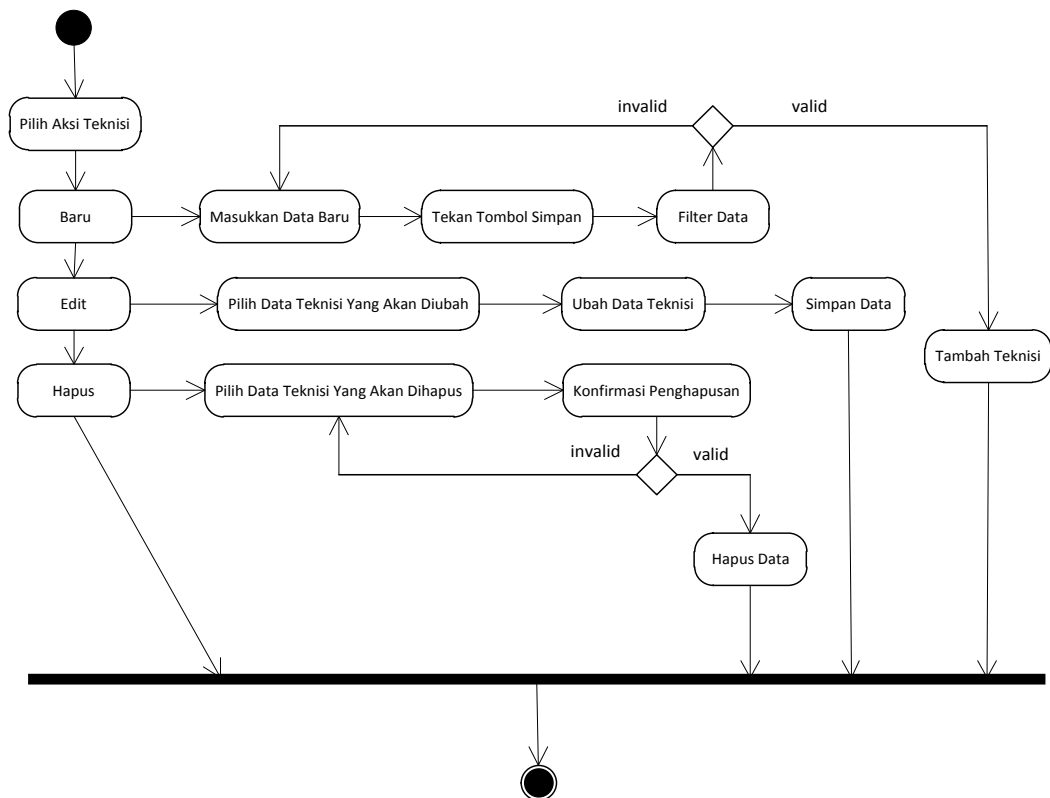 invalid
valid
Pilih Aksi Teknisi
Baru
Masukkan Data Baru
Tekan Tombol Simpan
Filter Data
Edit
Pilih Data Teknisi Yang Akan Diubah
Ubah Data Teknisi
Simpan Data
Tambah Teknisi
Hapus
Pilih Data Teknisi Yang Akan Dihapus
Konfirmasi Penghapusan
invalid
valid
Hapus Data